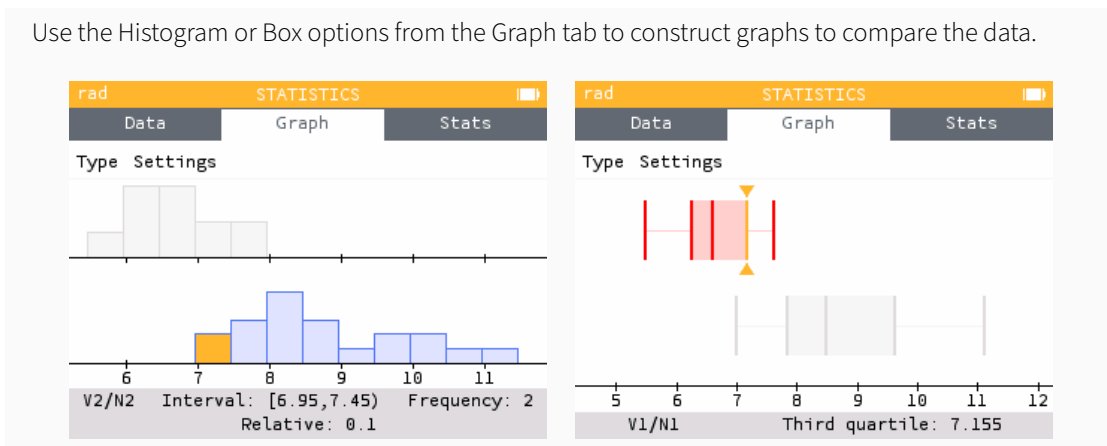 Use the Histogram or Box options from the Graph tab to construct graphs to compare the data.
rad STATISTICS
Data Graph Stats
Type Settings
6 7 8 9 10 11
V2/N2 Interval: [6.95,7.45) Frequency: 2
Relative: 0.1
rad STATISTICS
Data Graph Stats
Type Settings
5 6 7 8 9 10 11 12
V1/N1 Third quartile: 7.155